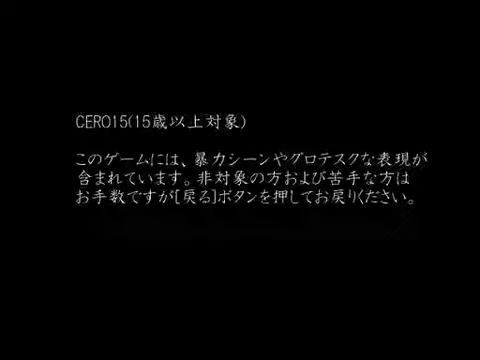 CERO15(15歳以上対象)
このゲームには、暴力シーンやグロテスクな表現が
含まれています。非対象の方および苦手な方は
お手数ですが[戻る]ボタンを押してお戻りください。